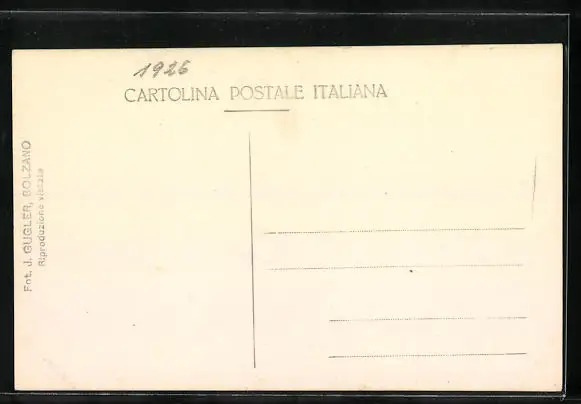 1926
CARTOLINA POSTALE ITALIANA
Fot. J. GUGLER, BOLZANO
Riproduzione vietata